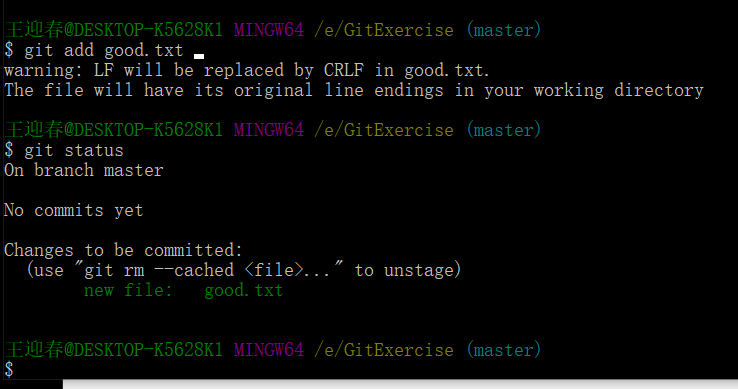 王迎春@DESKTOP-K5628K1 MINGW64 /e/GitExercise (master)
$ git add good.txt
warning: LF will be replaced by CRLF in good.txt.
The file will have its original line endings in your working directory
王迎春@DESKTOP-K5628K1 MINGW64 /e/GitExercise (master)
$ git status
On branch master
No commits yet
Changes to be committed:
  (use "git rm --cached <file>..." to unstage)
        new file:   good.txt
王迎春@DESKTOP-K5628K1 MINGW64 /e/GitExercise (master)
$